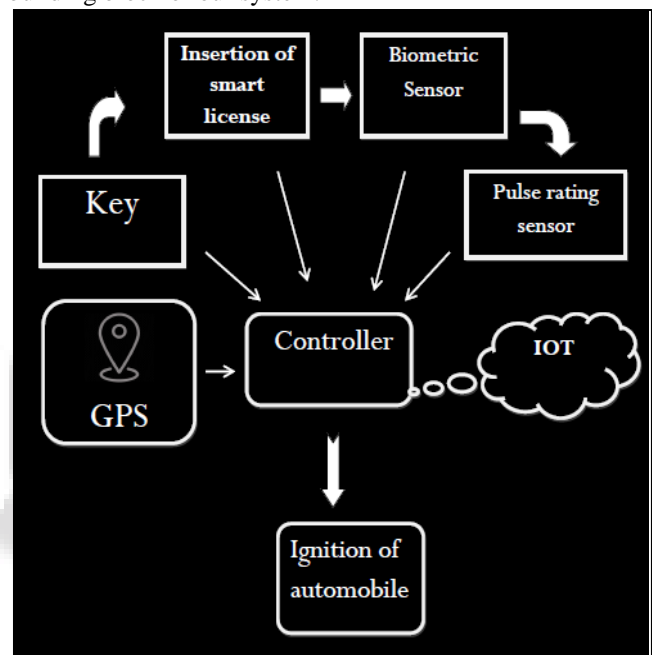 Insertion of
smart
license
Biometric
Sensor
Key
Pulse rating
sensor
Controller
IOT
GPS
Ignition of
automobile